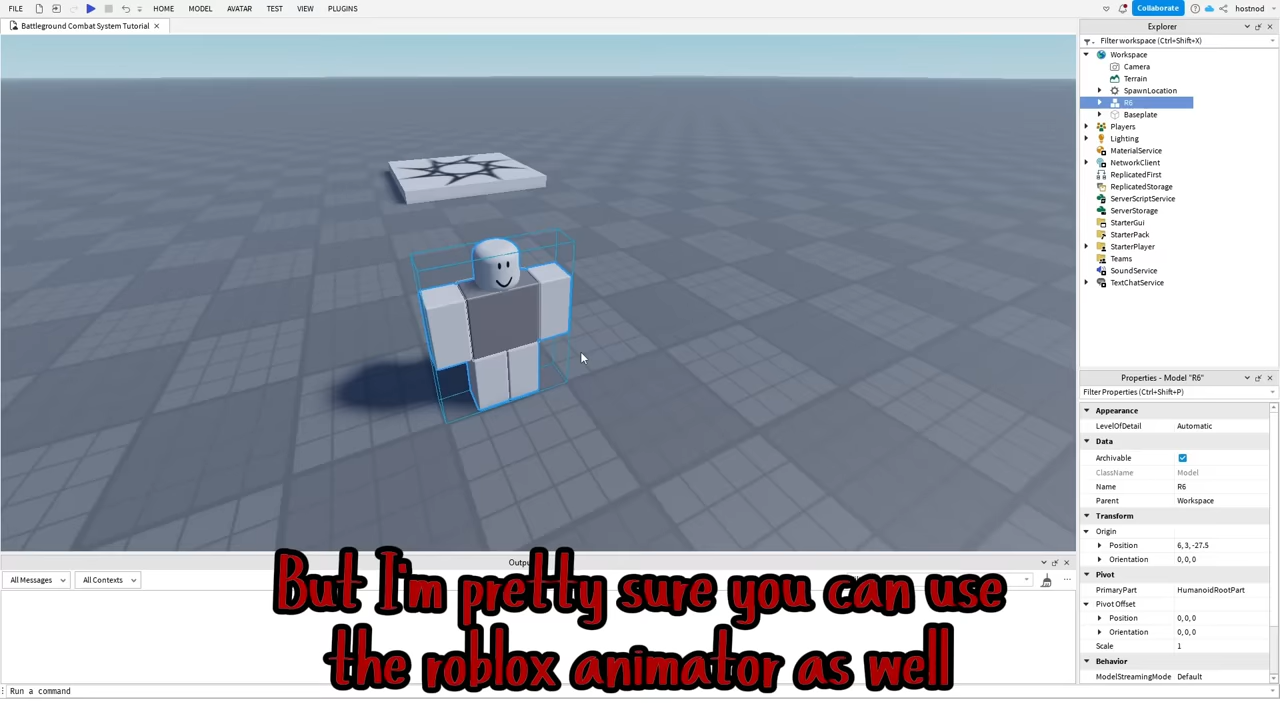 FILE HOME MODEL AVATAR TEST VIEW PLUGINS Collaborate hostnod
Battleground Combat System Tutorial
Explorer
Filter workspace (Ctrl+Shift+X)
Workspace
Camera
Terrain
SpawnLocation
R6
Baseplate
Players
Lighting
MaterialService
NetworkClient
ReplicatedFirst
ReplicatedStorage
ServerScriptService
ServerStorage
StarterGui
StarterPack
StarterPlayer
Teams
SoundService
TextChatService
Properties - Model "R6"
Filter Properties (Ctrl+Shift+P)
Appearance
LevelOfDetail Automatic
Data
Archivable
ClassName Model
Name R6
Parent Workspace
Transform
Origin
Position 6, 3, -27.5
Orientation 0, 0, 0
Pivot
PrimaryPart HumanoidRootPart
Pivot Offset
Position 0, 0, 0
Orientation 0, 0, 0
Scale 1
Behavior
ModelStreamingMode Default
All Messages All Contexts
But I'm pretty sure you can use
the roblox animator as well
Run a command